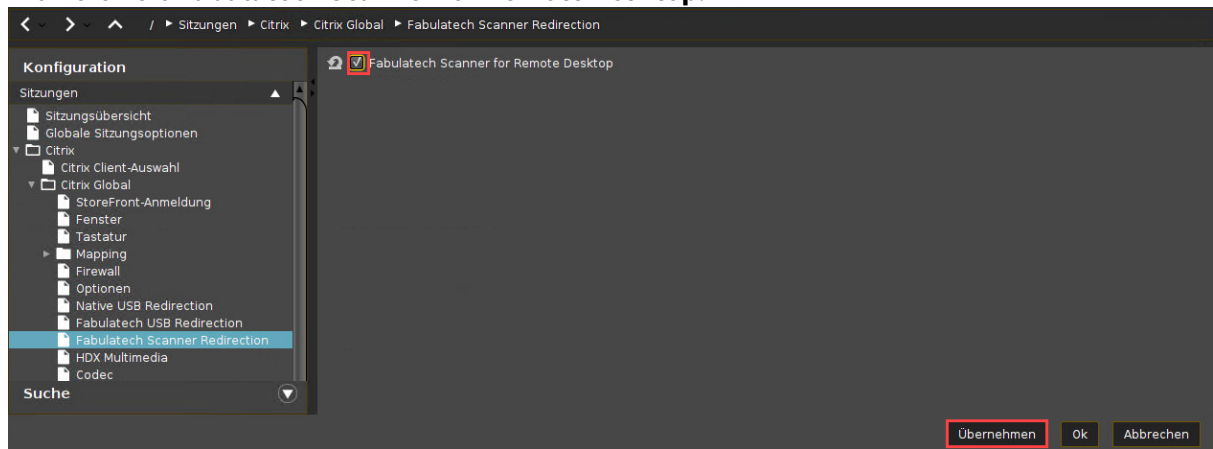 / ▸ Sitzungen ▸ Citrix ▸ Citrix Global ▸ Fabulatech Scanner Redirection
Konfiguration
Sitzungen
Sitzungsübersicht
Globale Sitzungsoptionen
Citrix
Citrix Client-Auswahl
Citrix Global
StoreFront-Anmeldung
Fenster
Tastatur
Mapping
Firewall
Optionen
Native USB Redirection
Fabulatech USB Redirection
Fabulatech Scanner Redirection
HDX Multimedia
Codec
Suche
Fabulatech Scanner for Remote Desktop
Übernehmen
Ok
Abbrechen